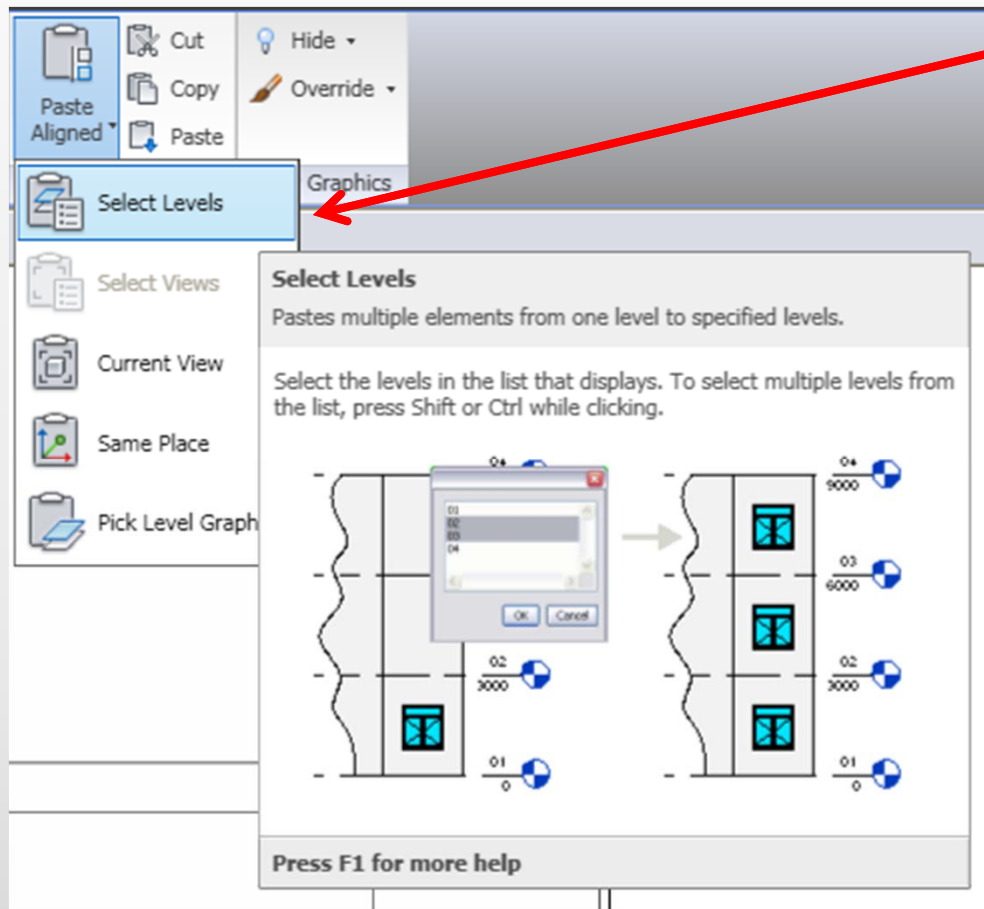 Paste
Aligned
Cut
Copy
Paste
Hide
Override
Graphics
Select Levels
Select Views
Current View
Same Place
Pick Level Graph
Select Levels
Pastes multiple elements from one level to specified levels.
Select the levels in the list that displays. To select multiple levels from
the list, press Shift or Ctrl while clicking.
04
01
02
03
04
OK Cancel
02
3000
01
0
04
9000
03
6000
02
3000
01
0
Press F1 for more help